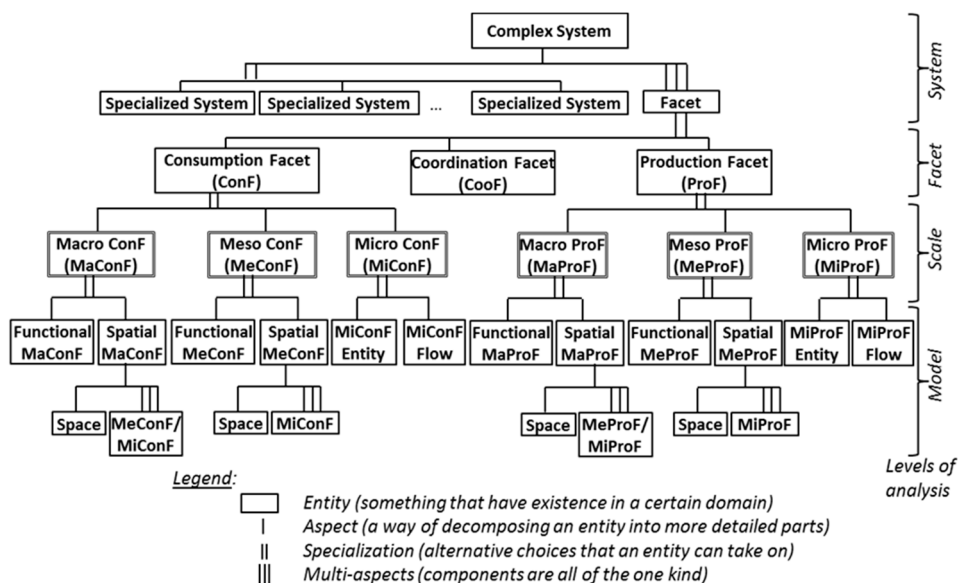 Complex System
Specialized System Specialized System ... Specialized System Facet
System
Consumption Facet
(ConF)
Coordination Facet
(CooF)
Production Facet
(ProF)
Facet
Macro ConF
(MaConF)
Meso ConF
(MeConF)
Micro ConF
(MiConF)
Macro ProF
(MaProF)
Meso ProF
(MeProF)
Micro ProF
(MiProF)
Scale
Functional
MaConF
Spatial
MaConF
Functional
MeConF
Spatial
MeConF
MiConF
Entity
MiConF
Flow
Functional
MaProF
Spatial
MaProF
Functional
MeProF
Spatial
MeProF
MiProF
Entity
MiProF
Flow
Model
Space
MeConF/
MiConF
Space
MiConF
Space
MeProF/
MiProF
Space
MiProF
Levels of
analysis
Legend:
Entity (something that have existence in a certain domain)
Aspect (a way of decomposing an entity into more detailed parts)
Specialization (alternative choices that an entity can take on)
Multi-aspects (components are all of the one kind)